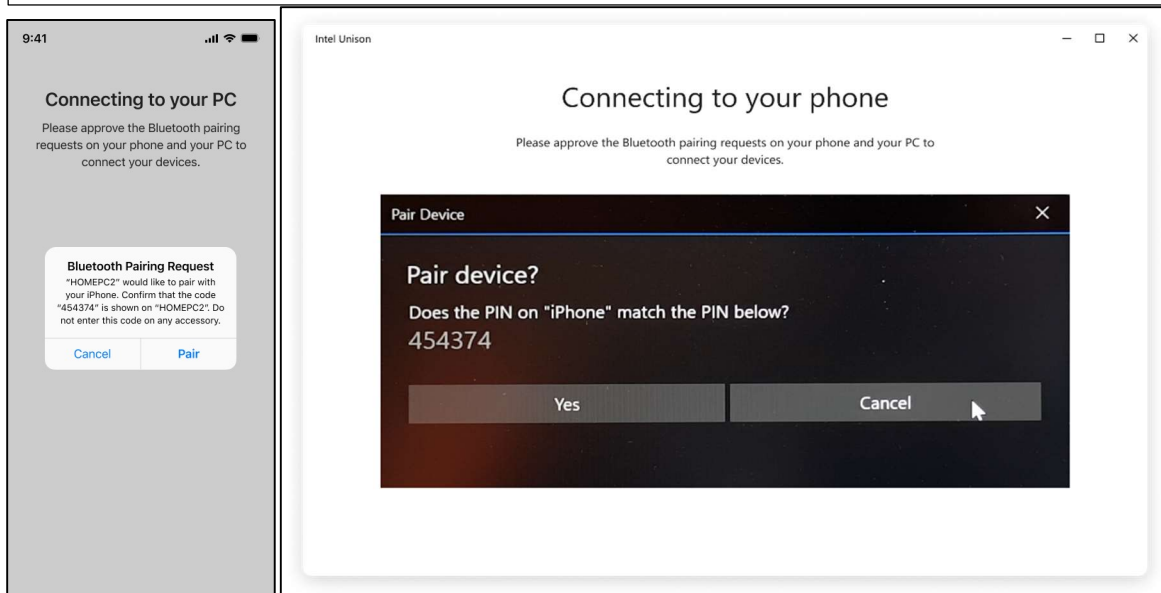 9:41
Connecting to your PC
Please approve the Bluetooth pairing
requests on your phone and your PC to
connect your devices.
Bluetooth Pairing Request
"HOMEPC2" would like to pair with
your iPhone. Confirm that the code
"454374" is shown on "HOMEPC2". Do
not enter this code on any accessory.
Cancel Pair
Intel Unison
Connecting to your phone
Please approve the Bluetooth pairing requests on your phone and your PC to
connect your devices.
Pair Device
Pair device?
Does the PIN on "iPhone" match the PIN below?
454374
Yes Cancel